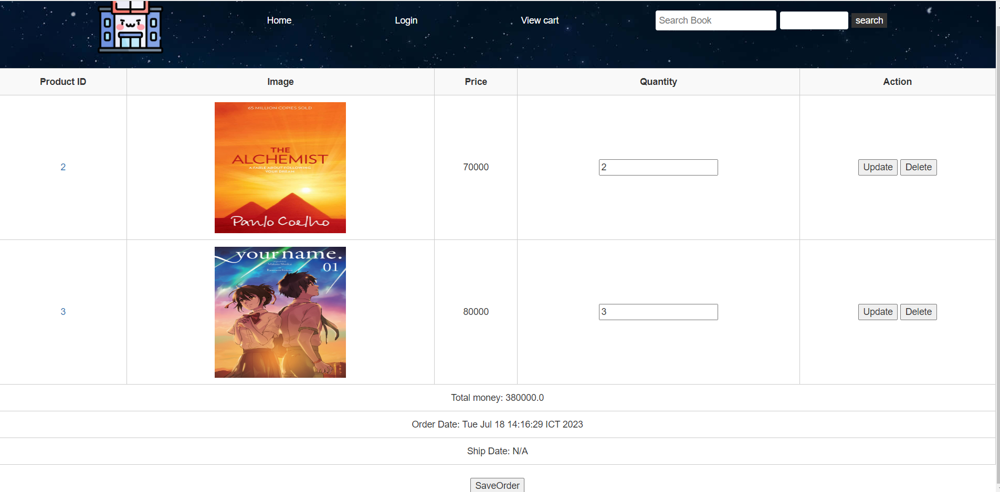 Home Login View cart Search Book search
Product ID Image Price Quantity Action
65 MILLION COPIES SOLD
THE
ALCHEMIST
A FABLE ABOUT FOLLOWING
YOUR DREAM
Paulo Coelho
2 70000 2 Update Delete
your name.
01
Makoto Shinkai
3 80000 3 Update Delete
Total money: 380000.0
Order Date: Tue Jul 18 14:16:29 ICT 2023
Ship Date: N/A
SaveOrder